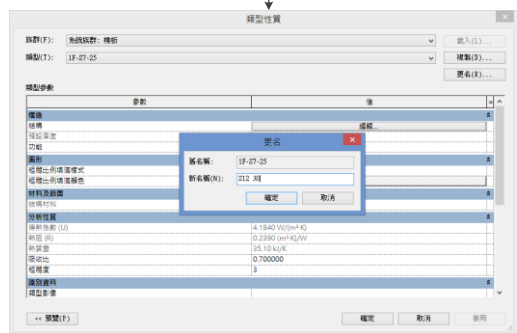 類型性質
族群(F): 系統族群: 樓板 載入(L)...
類型(T): 1F-S7-25 複製(D)...
更名(R)...
類型參數
參數 值
構造
結構 編輯...
預設厚度
功能
圖形
粗糙比例填滿樣式
粗糙比例填滿顏色
材料及飾面
結構材料
分析性質
傳熱係數 (U) 4.1840 W/(m²·K)
熱阻 (R) 0.2390 (m²·K)/W
熱質量 35.10 kJ/K
吸收比 0.700000
粗糙度 3
識別資料
類型影像
更名
舊名稱: 1F-S7-25
新名稱(N): S12 30
確定 取消
<< 預覽(P) 確定 取消 套用